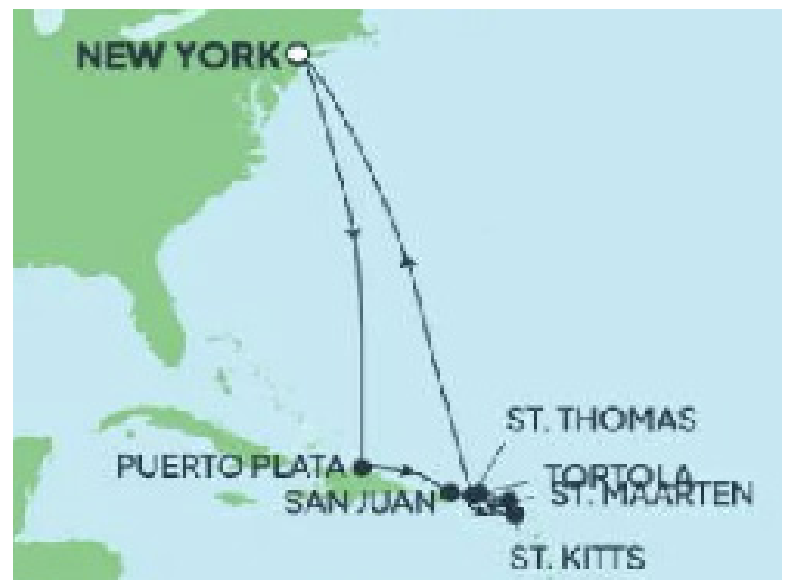 NEW YORK
ST. THOMAS
PUERTO PLATA
TORTOLA
SAN JUAN
ST. MAARTEN
ST. KITTS